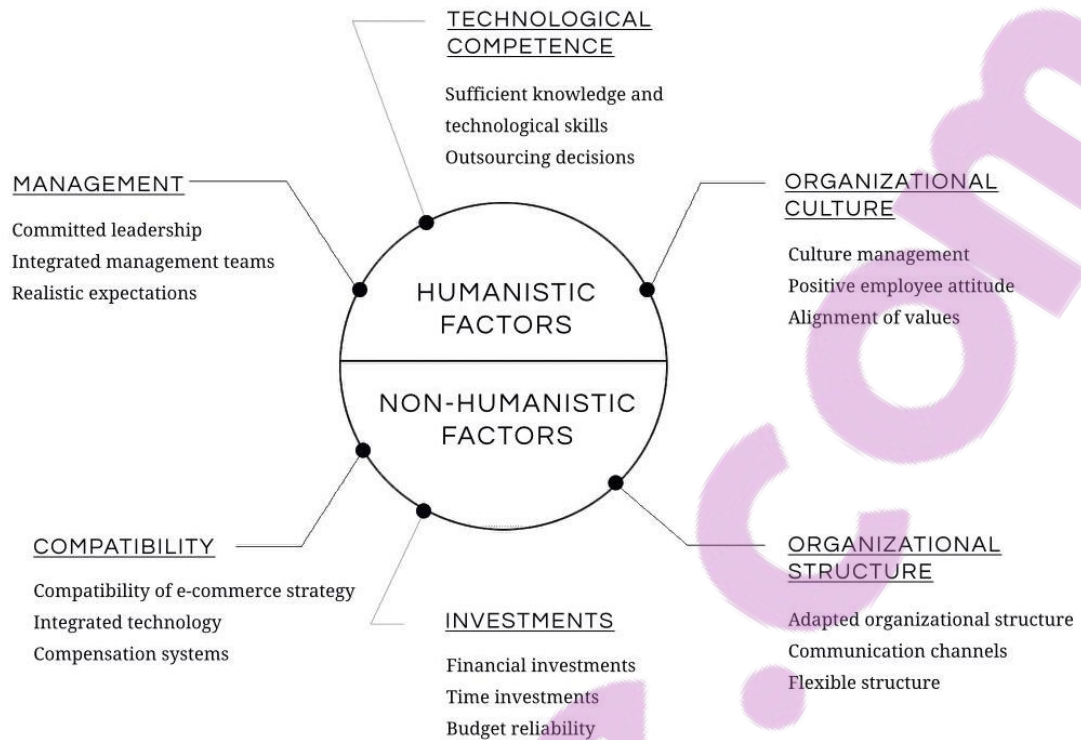 TECHNOLOGICAL
COMPETENCE
Sufficient knowledge and
technological skills
Outsourcing decisions
MANAGEMENT
Committed leadership
Integrated management teams
Realistic expectations
ORGANIZATIONAL
CULTURE
Culture management
Positive employee attitude
Alignment of values
HUMANISTIC
FACTORS
NON-HUMANISTIC
FACTORS
COMPATIBILITY
Compatibility of e-commerce strategy
Integrated technology
Compensation systems
INVESTMENTS
Financial investments
Time investments
Budget reliability
ORGANIZATIONAL
STRUCTURE
Adapted organizational structure
Communication channels
Flexible structure
.com